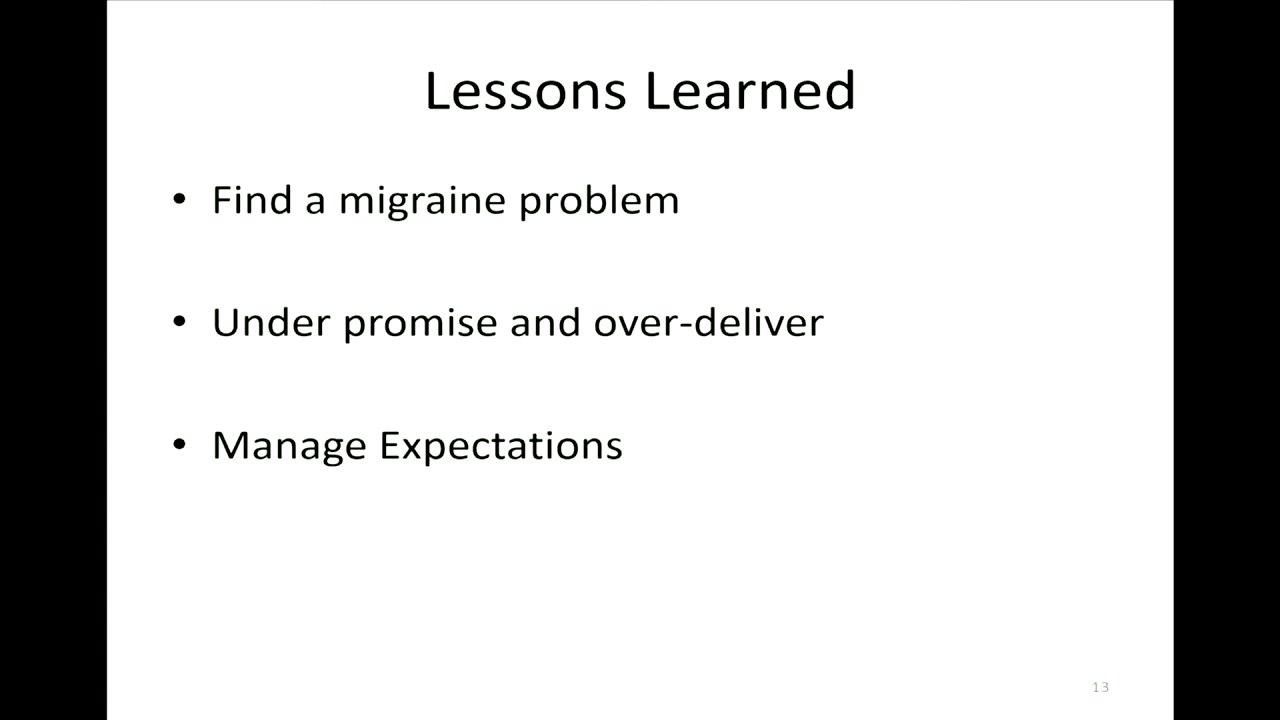 Lessons Learned
• Find a migraine problem
• Under promise and over-deliver
• Manage Expectations
13